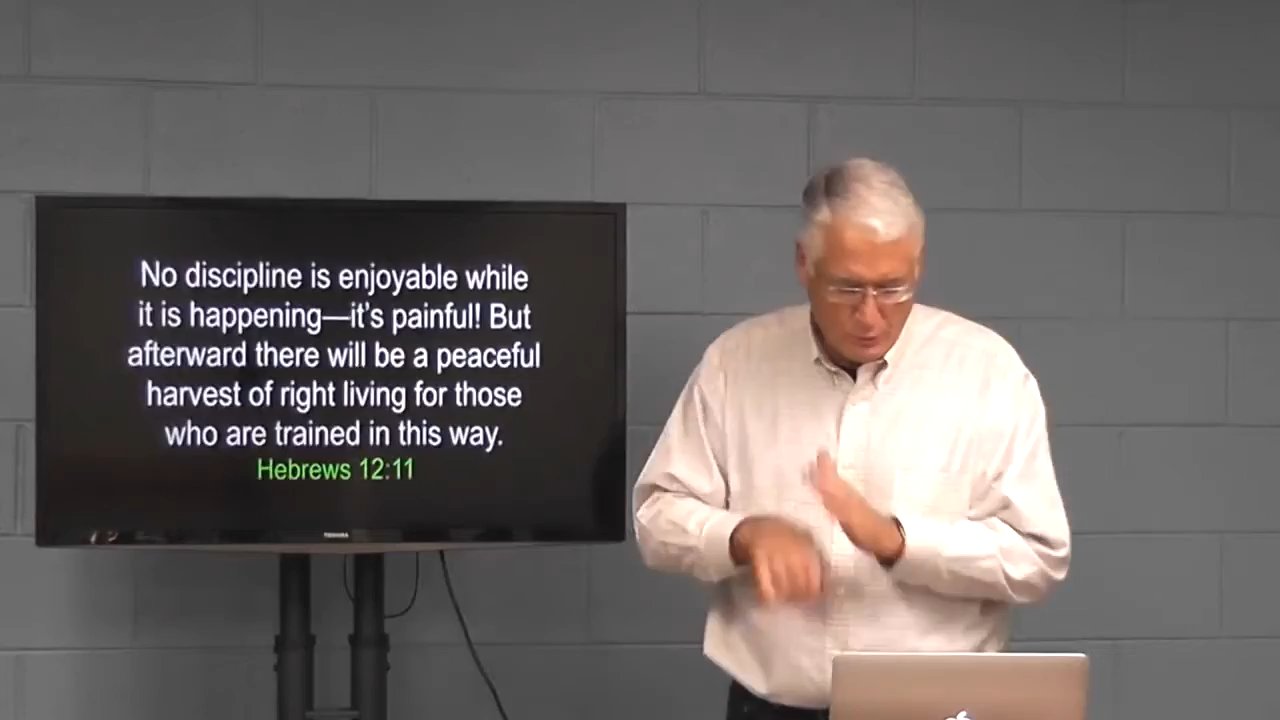 No discipline is enjoyable while
it is happening—it's painful! But
afterward there will be a peaceful
harvest of right living for those
who are trained in this way.
Hebrews 12:11
TOSHIBA